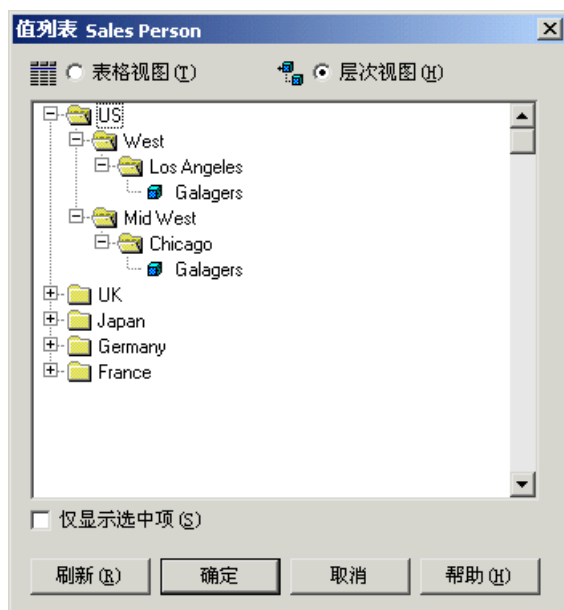 值列表 Sales Person
表格视图(T) 层次视图(H)
US
West
Los Angeles
Galagers
Mid West
Chicago
Galagers
UK
Japan
Germany
France
仅显示选中项(S)
刷新(R) 确定 取消 帮助(H)